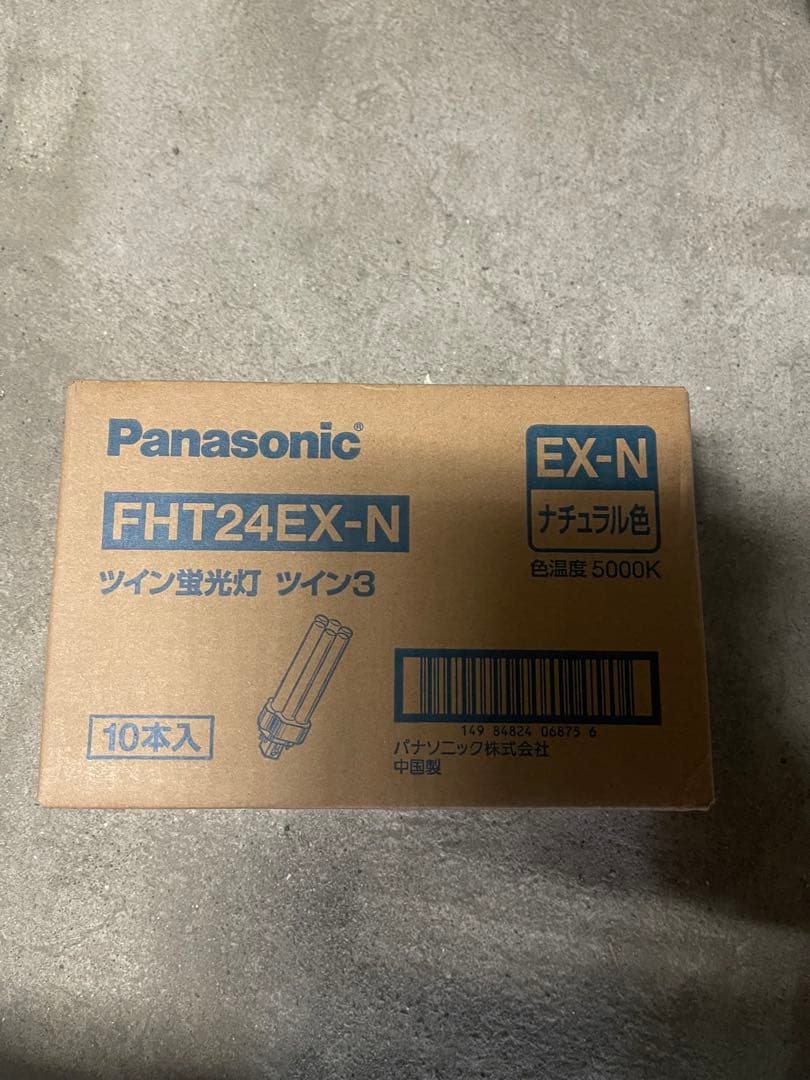 Panasonic®
EX-N
FHT24EX-N
ナチュラル色
ツイン蛍光灯 ツイン3
色温度 5000K
10本入
149 84824 06875 6
パナソニック株式会社
中国製